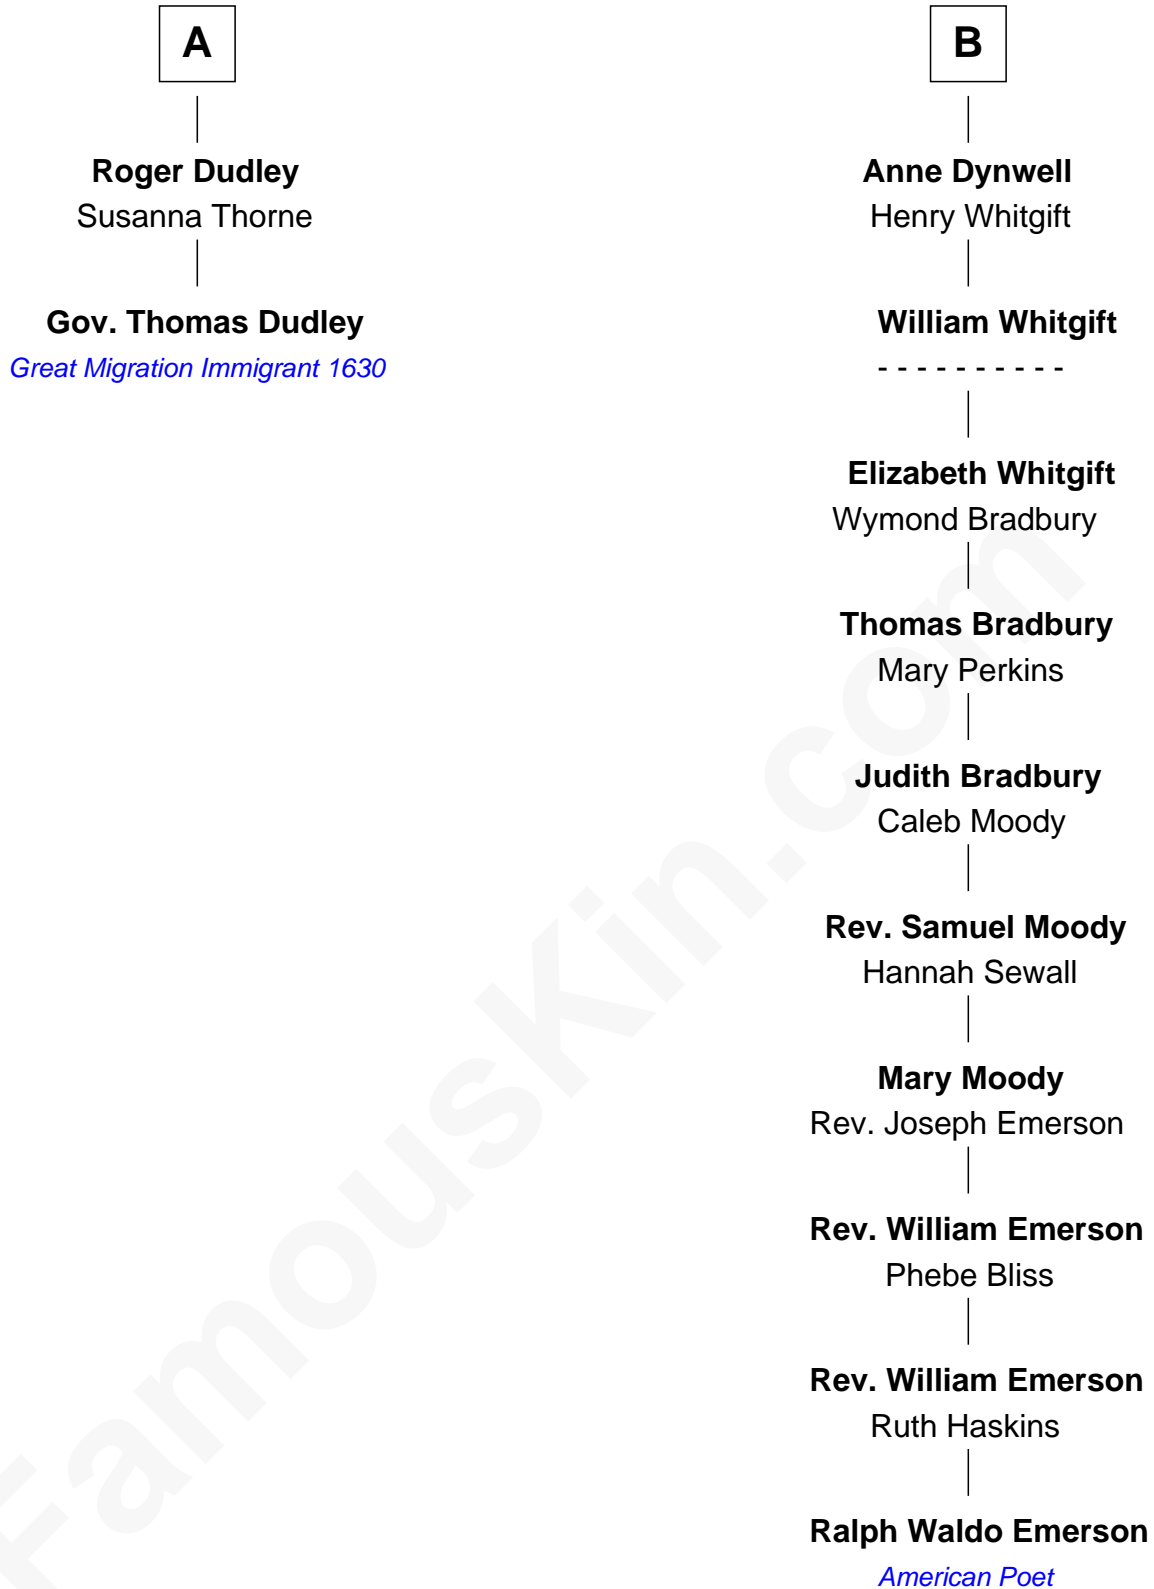 A
Roger Dudley
Susanna Thorne
Gov. Thomas Dudley
Great Migration Immigrant 1630
B
Anne Dynwell
Henry Whitgift
William Whitgift
- - - - - - - - - -
Elizabeth Whitgift
Wymond Bradbury
Thomas Bradbury
Mary Perkins
Judith Bradbury
Caleb Moody
Rev. Samuel Moody
Hannah Sewall
Mary Moody
Rev. Joseph Emerson
Rev. William Emerson
Phebe Bliss
Rev. William Emerson
Ruth Haskins
Ralph Waldo Emerson
American Poet
FamousKin.com